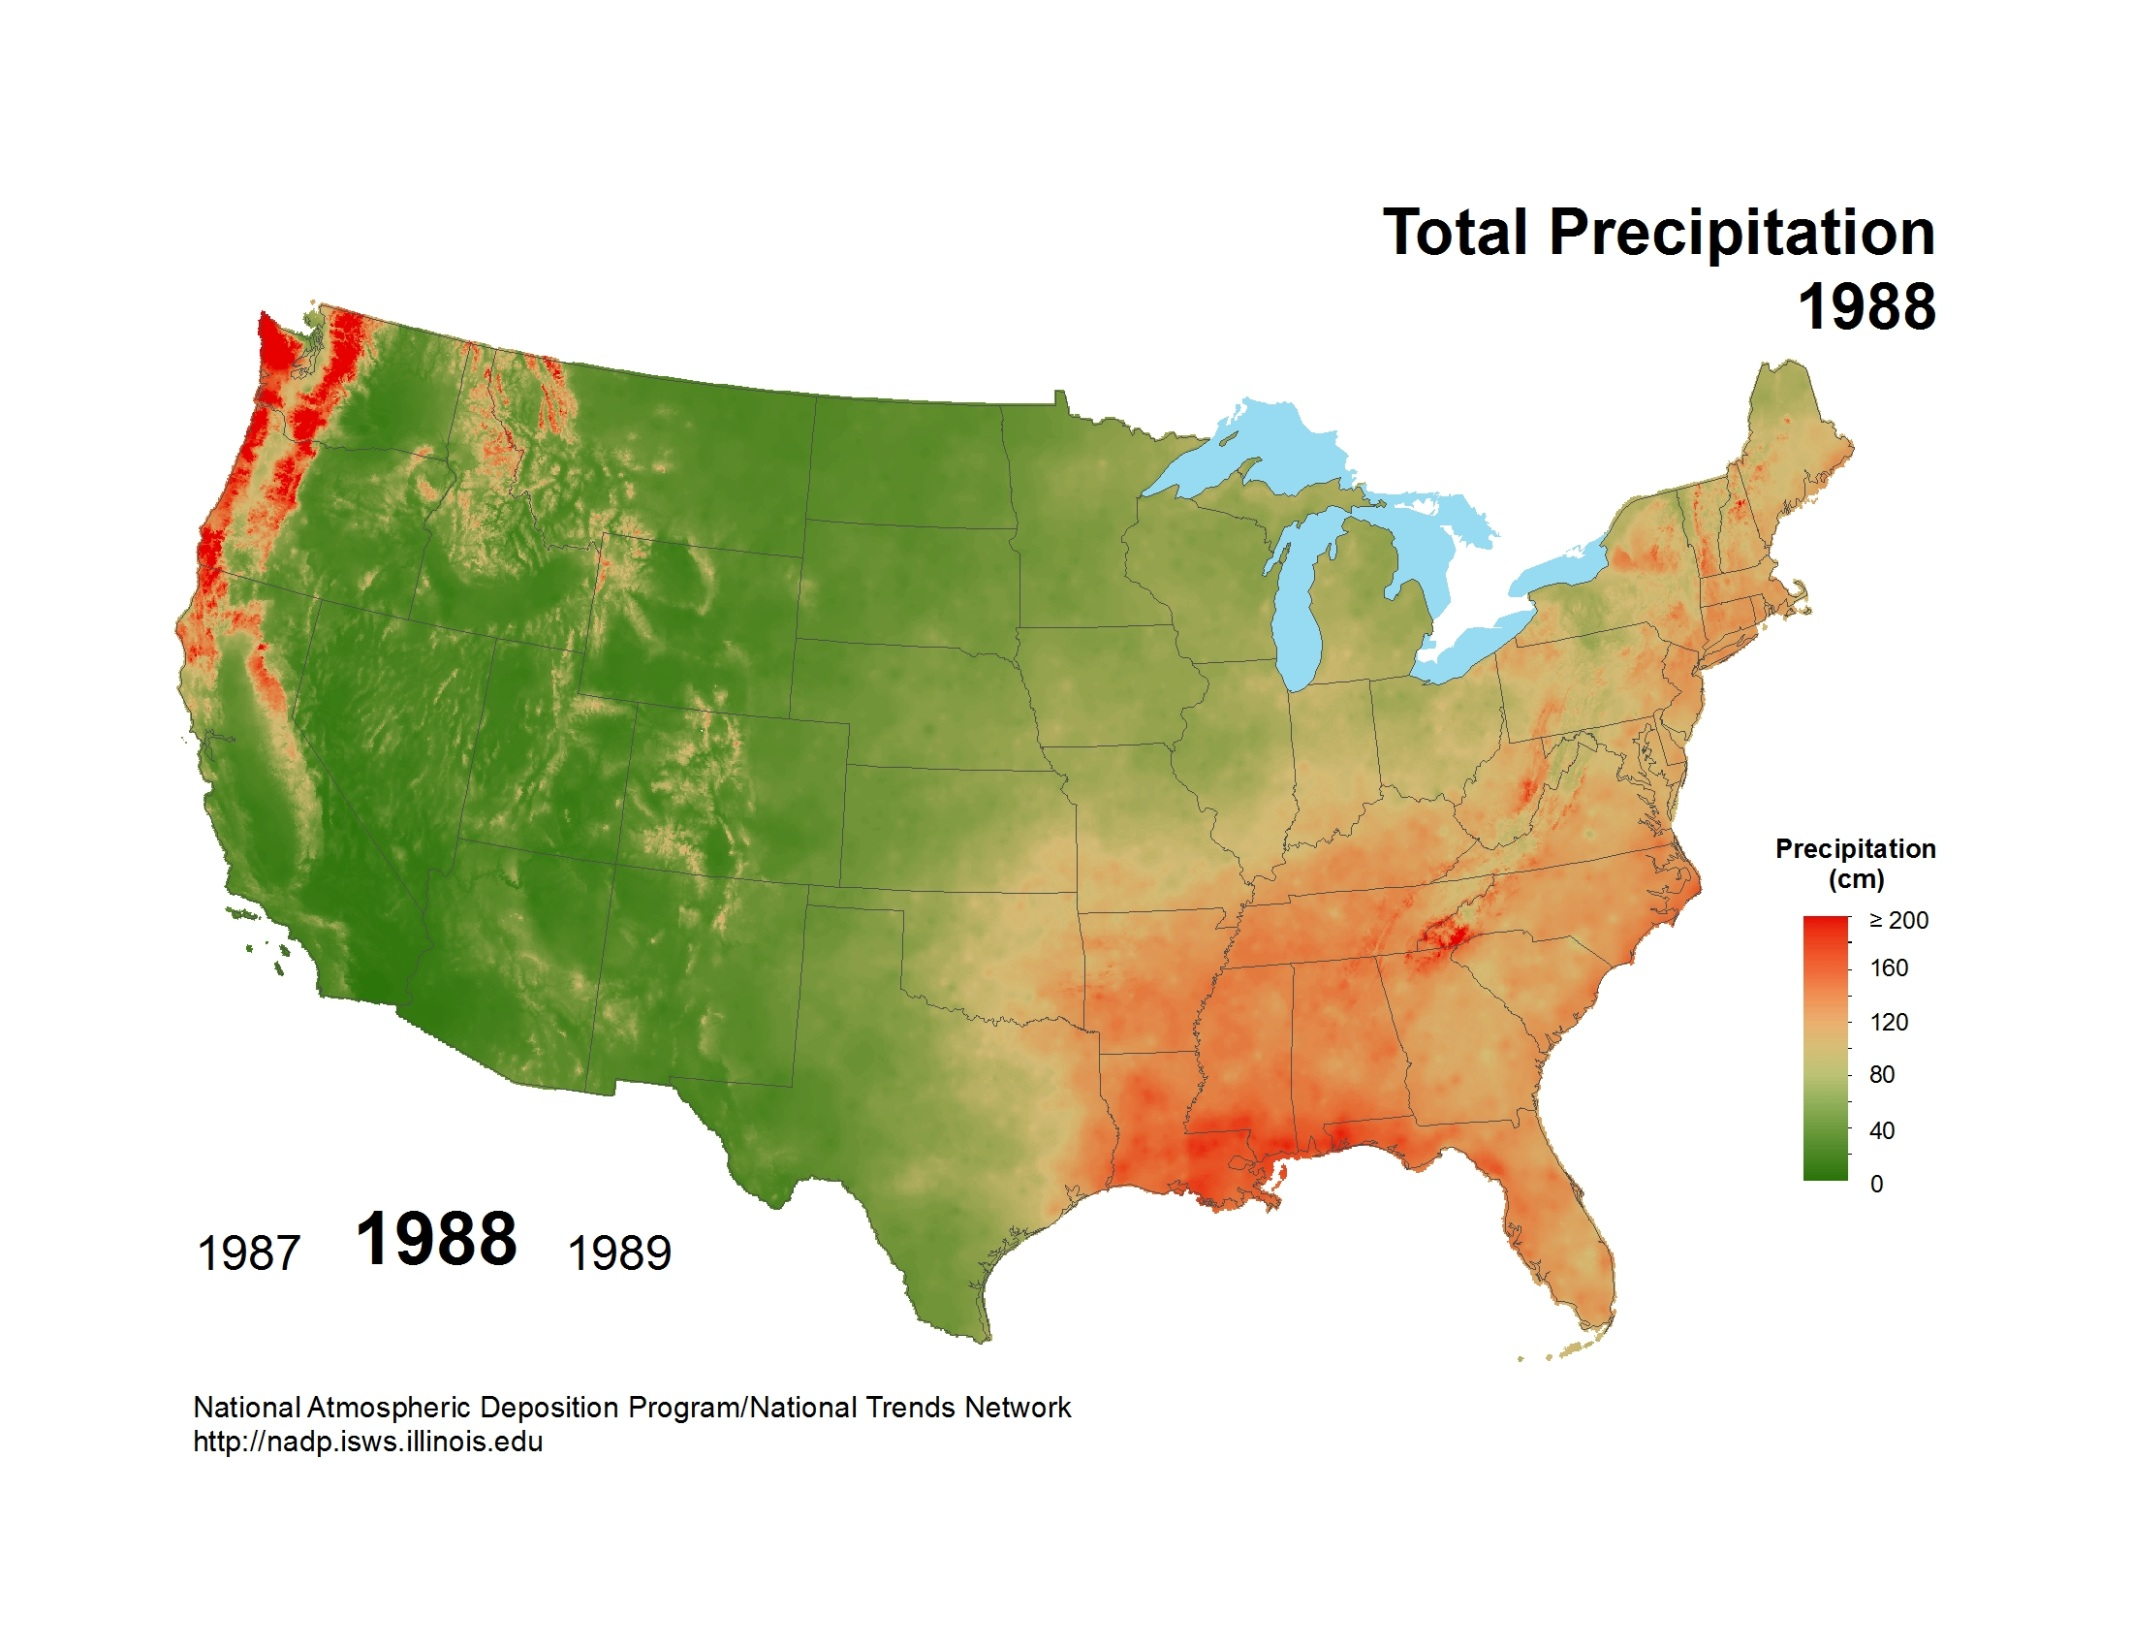 Total Precipitation
1988
Precipitation
(cm)
≥ 200
160
120
80
40
0
1987 1988 1989
National Atmospheric Deposition Program/National Trends Network
http://nadp.isws.illinois.edu